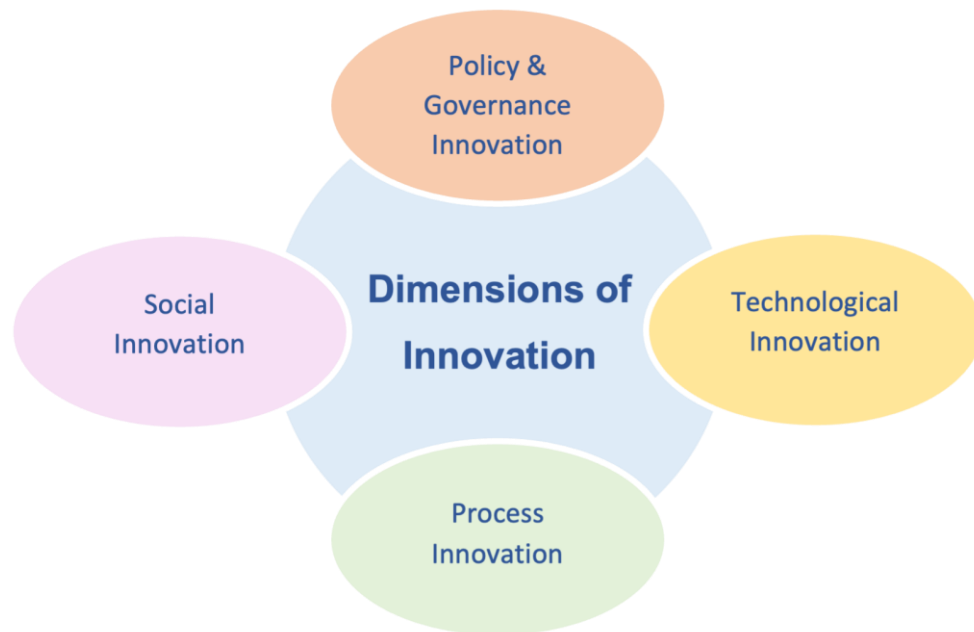 Policy &
Governance
Innovation
Dimensions of
Innovation
Social
Innovation
Technological
Innovation
Process
Innovation